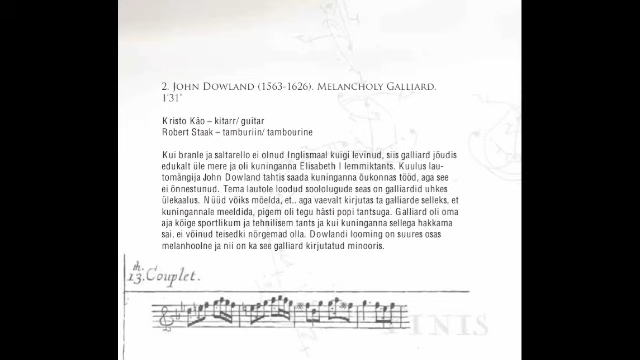 2. John Dowland (1563-1626). Melancholy Galliard.
1'31'
Kristo Käo – kitarr/ guitar
Robert Staak – tamburiin/ tambourine
Kui branle ja saltarello ei olnud Inglismaal kuigi levinud, siis galliard jõudis
edukalt üle mere ja oli kuninganna Elisabeth I lemmiktants. Kuulus lau-
tomängija John Dowland tahtis saada kuninganna õukonnas tööd, aga see
ei õnnestunud. Tema lautole loodud soololugude seas on galliardid uhkes
ülekaalus. Nüüd võiks mõelda, et.. aga vaevalt kirjutas ta galliarde selleks, et
kuningannale meeldida, pigem oli tegu hästi popi tantsuga. Galliard oli oma
aja kõige sportlikum ja tehnilisem tants ja kui kuninganna sellega hakkama
sai, ei võinud teisedki nõrgemad olla. Dowlandi looming on suures osas
melanhoolne ja nii on ka see galliard kirjutatud minooris.
13.th Couplet.
FINIS